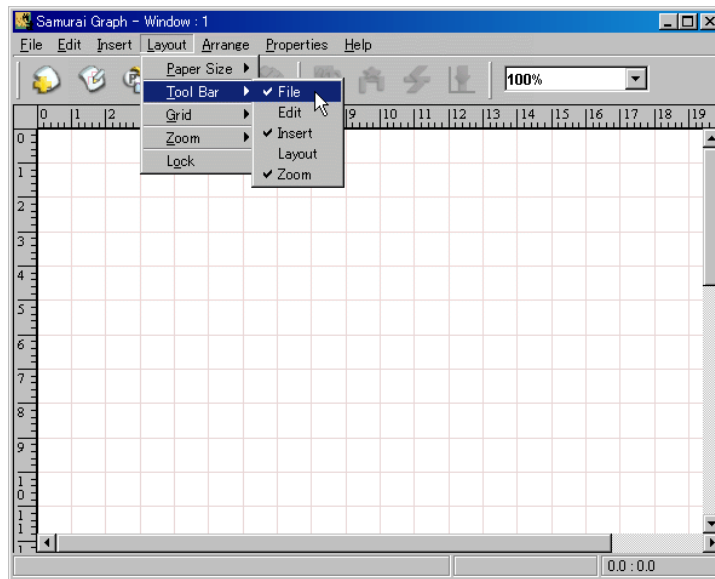 Samurai Graph - Window : 1
File Edit Insert Layout Arrange Properties Help
Paper Size
100%
Tool Bar
File
Grid
Edit
Zoom
Insert
Lock
Layout
Zoom
0 1 2 9 10 11 12 13 14 15 16 17 18 19
0
1
2
3
4
5
6
7
8
9
10
11
1
0.0 : 0.0